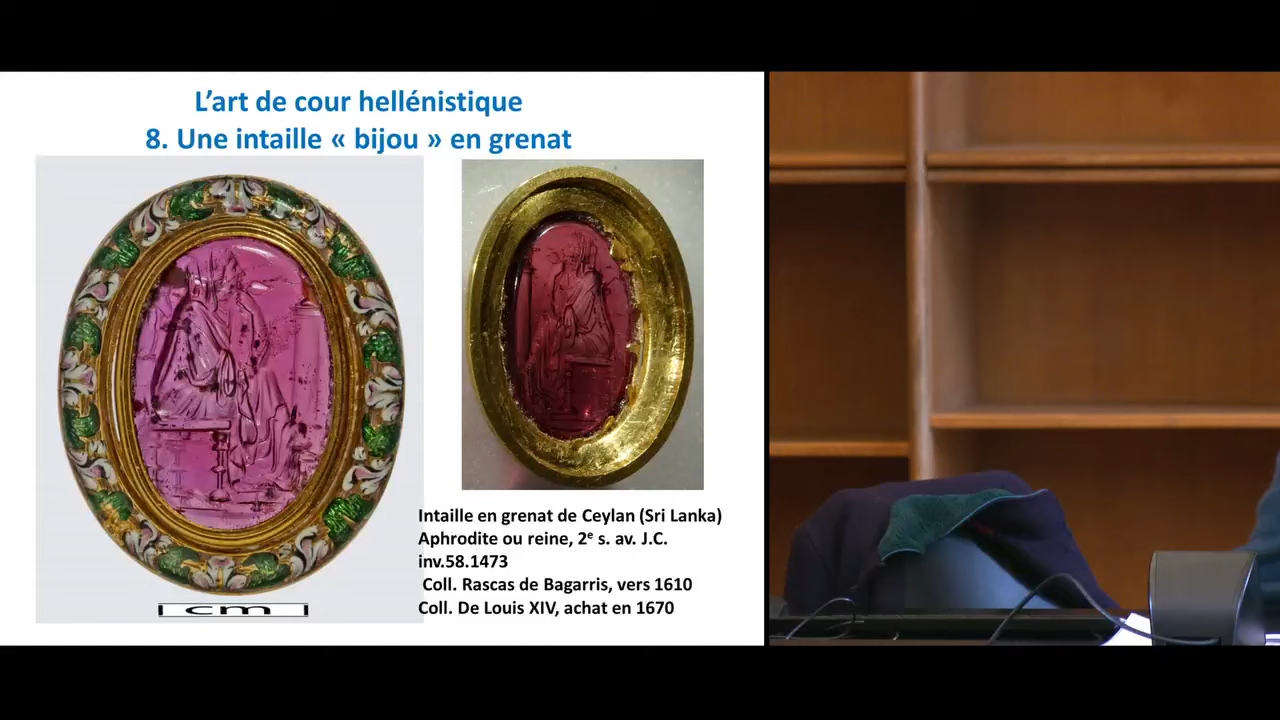 L’art de cour hellénistique
8. Une intaille « bijou » en grenat
cm
Intaille en grenat de Ceylan (Sri Lanka)
Aphrodite ou reine, 2e s. av. J.C.
inv.58.1473
Coll. Rascas de Bagarris, vers 1610
Coll. De Louis XIV, achat en 1670